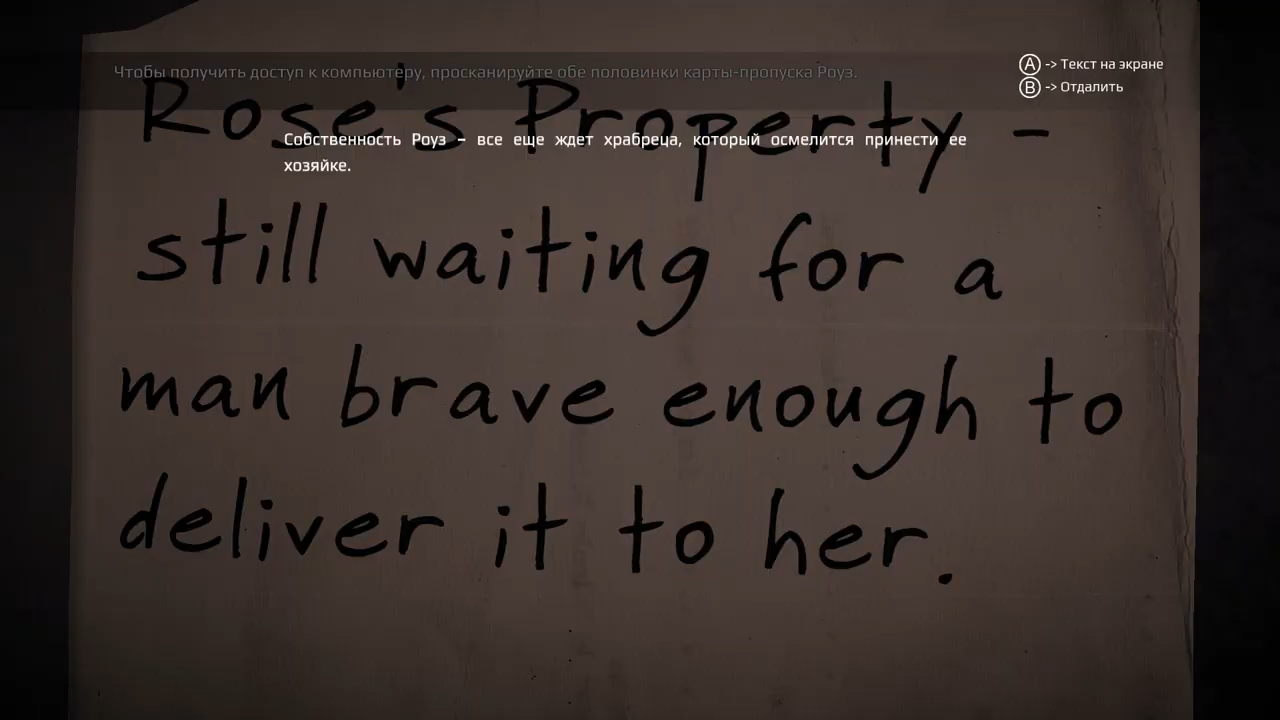 Чтобы получить доступ к компьютеру, просканируйте обе половинки карты-пропуска Роуз.
Ⓐ -> Текст на экране
Ⓑ -> Отдалить
Rose's Property -
Собственность Роуз – все еще ждет храбреца, который осмелится принести ее
хозяйке.
still waiting for a
man brave enough to
deliver it to her.